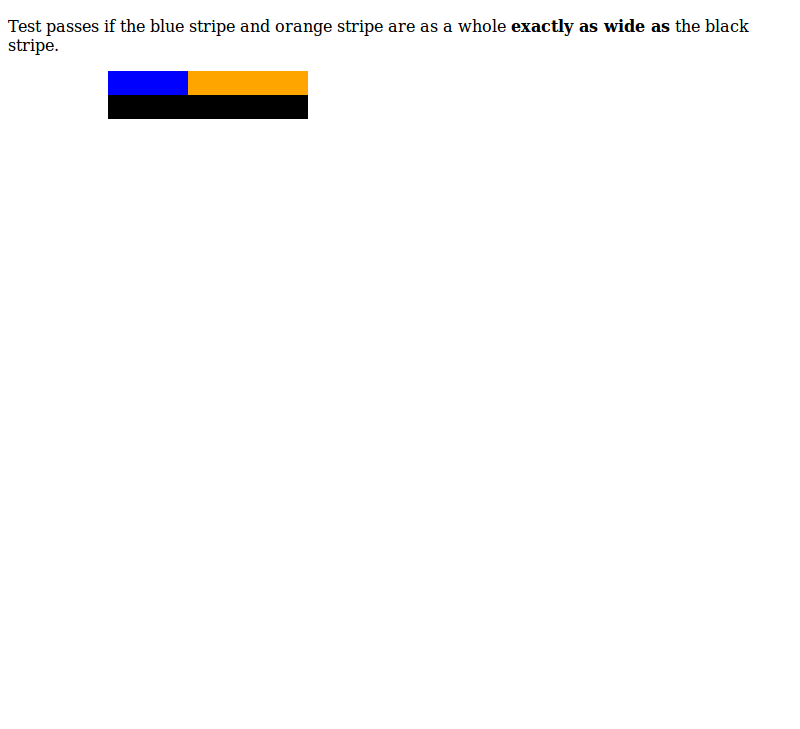 Test passes if the blue stripe and orange stripe are as a whole exactly as wide as the black
stripe.